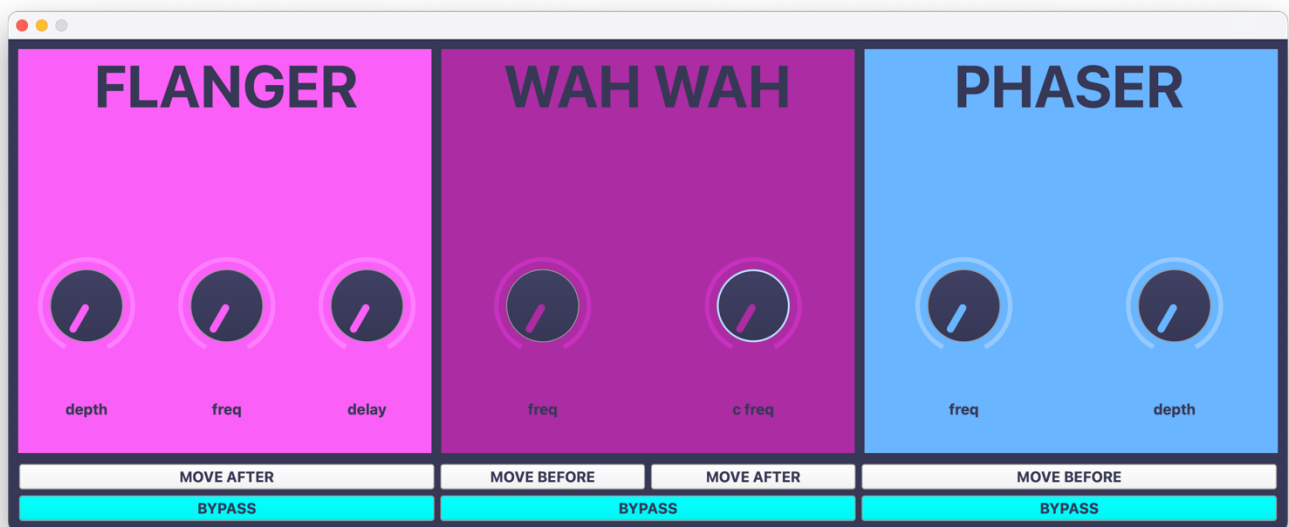 FLANGER
WAH WAH
PHASER
depth
freq
delay
freq
c freq
freq
depth
MOVE AFTER
MOVE BEFORE
MOVE AFTER
MOVE BEFORE
BYPASS
BYPASS
BYPASS